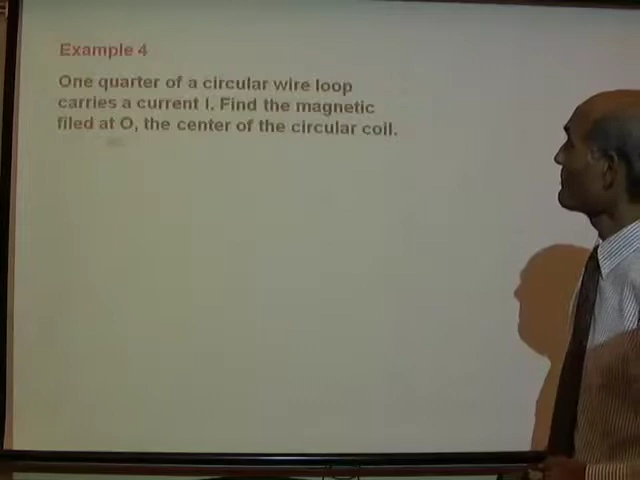 Example 4
One quarter of a circular wire loop
carries a current I. Find the magnetic
filed at O, the center of the circular coil.